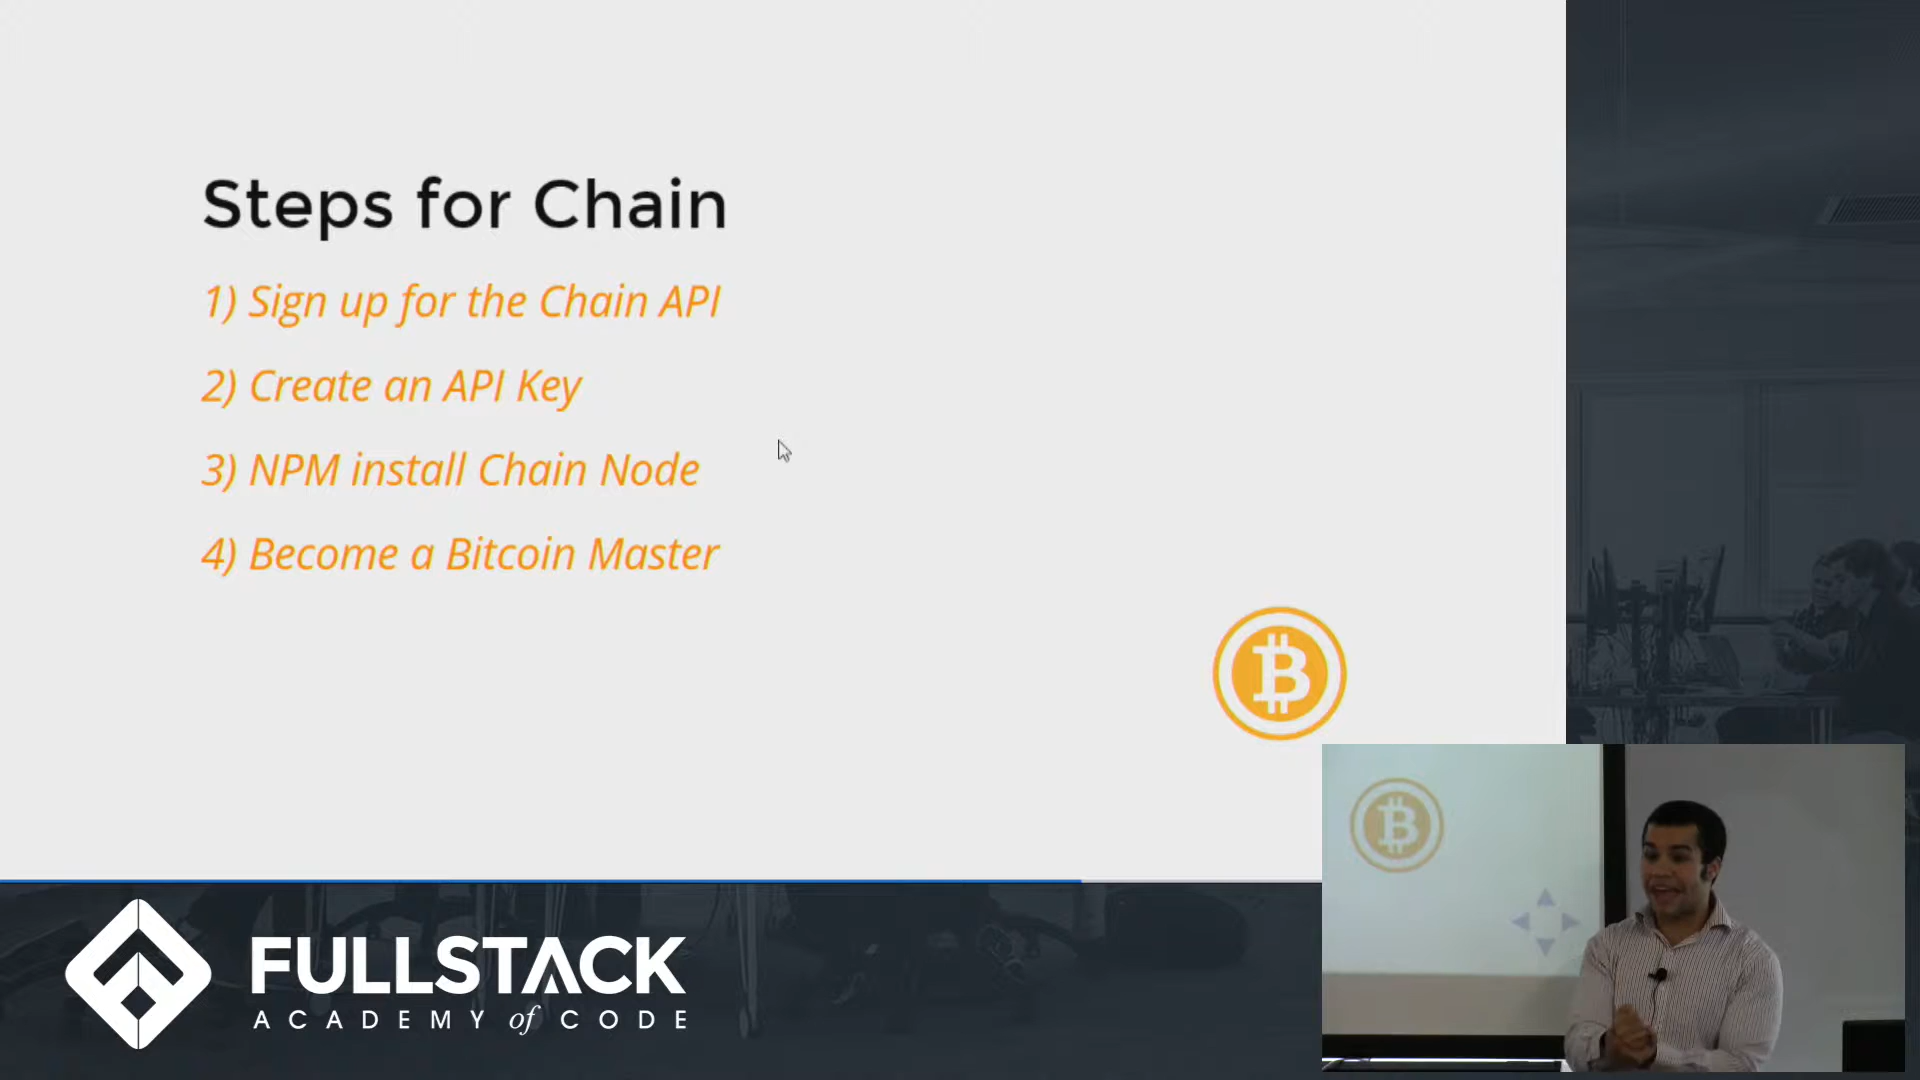 Steps for Chain
1) Sign up for the Chain API
2) Create an API Key
3) NPM install Chain Node
4) Become a Bitcoin Master
FULLSTACK
ACADEMY of CODE